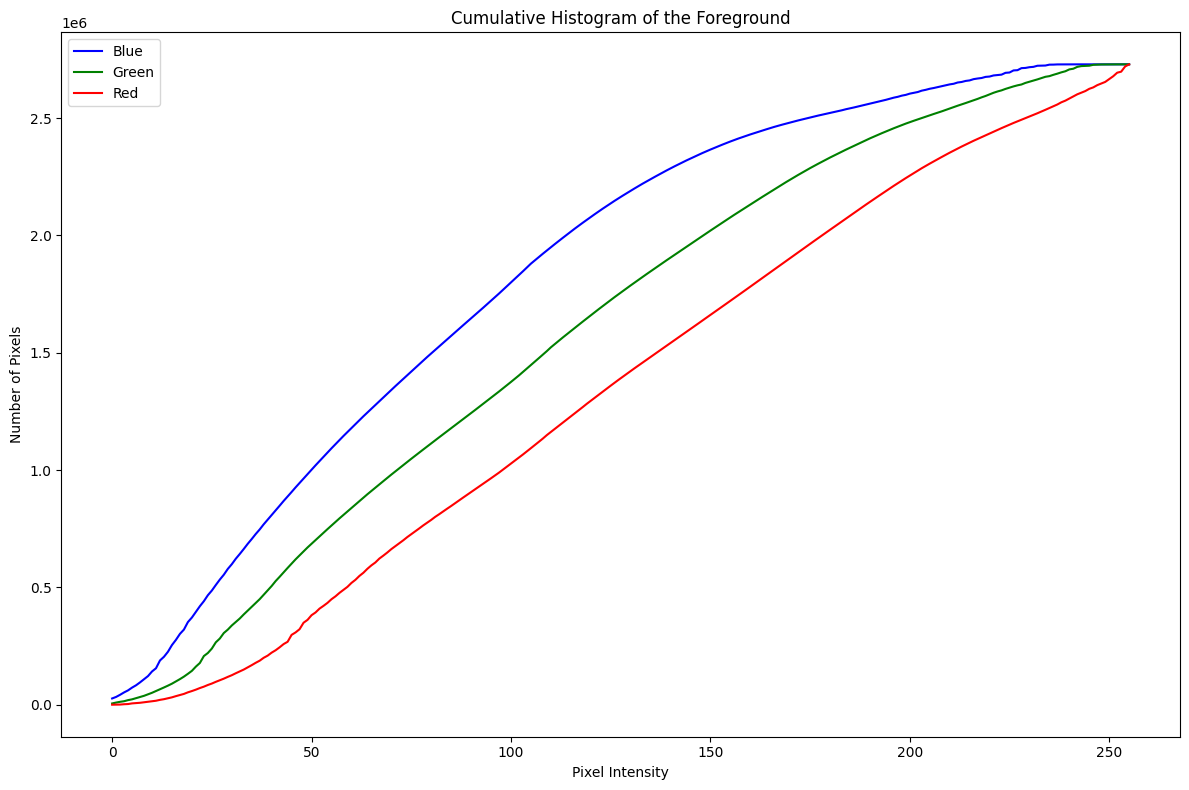 Cumulative Histogram of the Foreground
1e6
Blue
Green
Red
2.5
2.0
1.5
1.0
0.5
0.0
Number of Pixels
0 50 100 150 200 250
Pixel Intensity